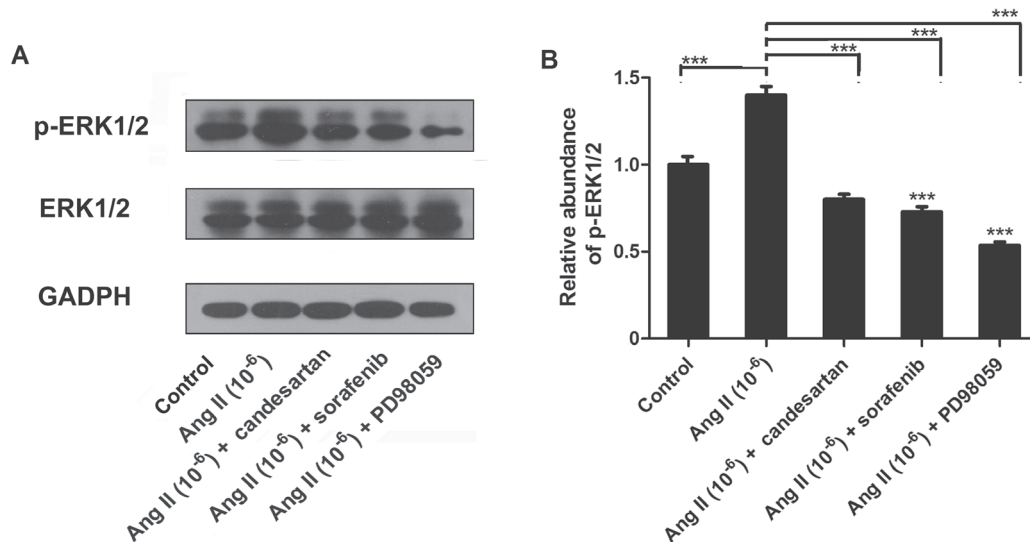 A
p-ERK1/2
ERK1/2
GADPH
Control
Ang II (10⁻⁶)
Ang II (10⁻⁶) + candesartan
Ang II (10⁻⁶) + sorafenib
Ang II (10⁻⁶) + PD98059
B
***
***
***
***
Relative abundance
of p-ERK1/2
1.5
1.0
0.5
0
***
***
Control
Ang II (10⁻⁶)
Ang II (10⁻⁶) + candesartan
Ang II (10⁻⁶) + sorafenib
Ang II (10⁻⁶) + PD98059